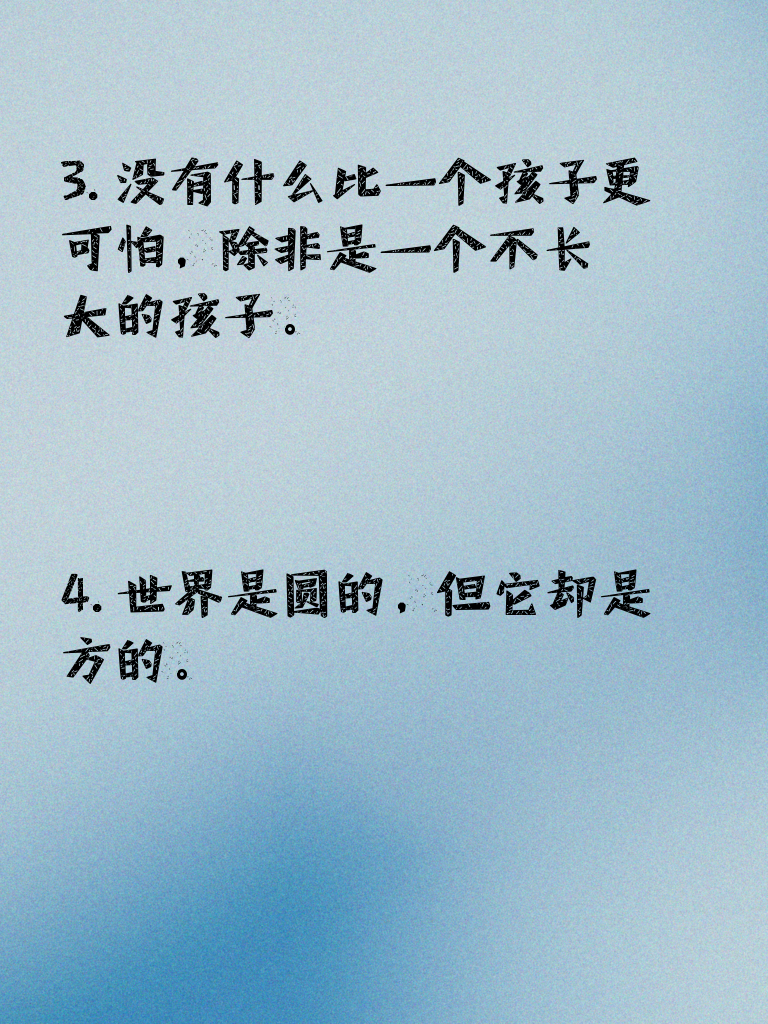 3.没有什么比一个孩子更
可怕，除非是一个不长
大的孩子。
4.世界是圆的，但它却是
方的。